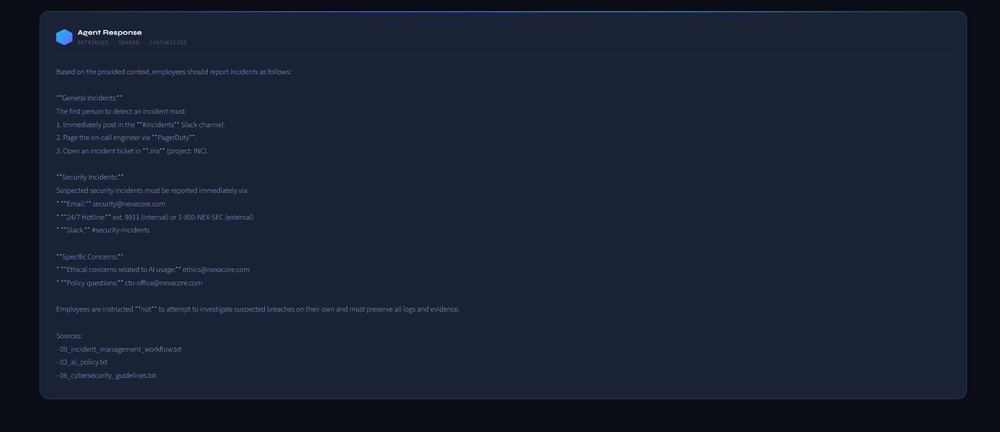 Agent Response
RETRIEVED · GRADED · SYNTHESIZED
Based on the provided context, employees should report incidents as follows:
**General Incidents:**
The first person to detect an incident must:
1. Immediately post in the **#incidents** Slack channel.
2. Page the on-call engineer via **PagerDuty**.
3. Open an incident ticket in **Jira** (project: INC).
**Security Incidents:**
Suspected security incidents must be reported immediately via:
* **Email:** security@nexacore.com
* **24/7 Hotline:** ext. 9911 (internal) or 1-800-NEX-SEC (external)
* **Slack:** #security-incidents
**Specific Concerns:**
* **Ethical concerns related to AI usage:** ethics@nexacore.com
* **Policy questions:** cto-office@nexacore.com
Employees are instructed **not** to attempt to investigate suspected breaches on their own and must preserve all logs and evidence.
Sources:
- 09_incident_management_workflow.txt
- 03_ai_policy.txt
- 06_cybersecurity_guidelines.txt